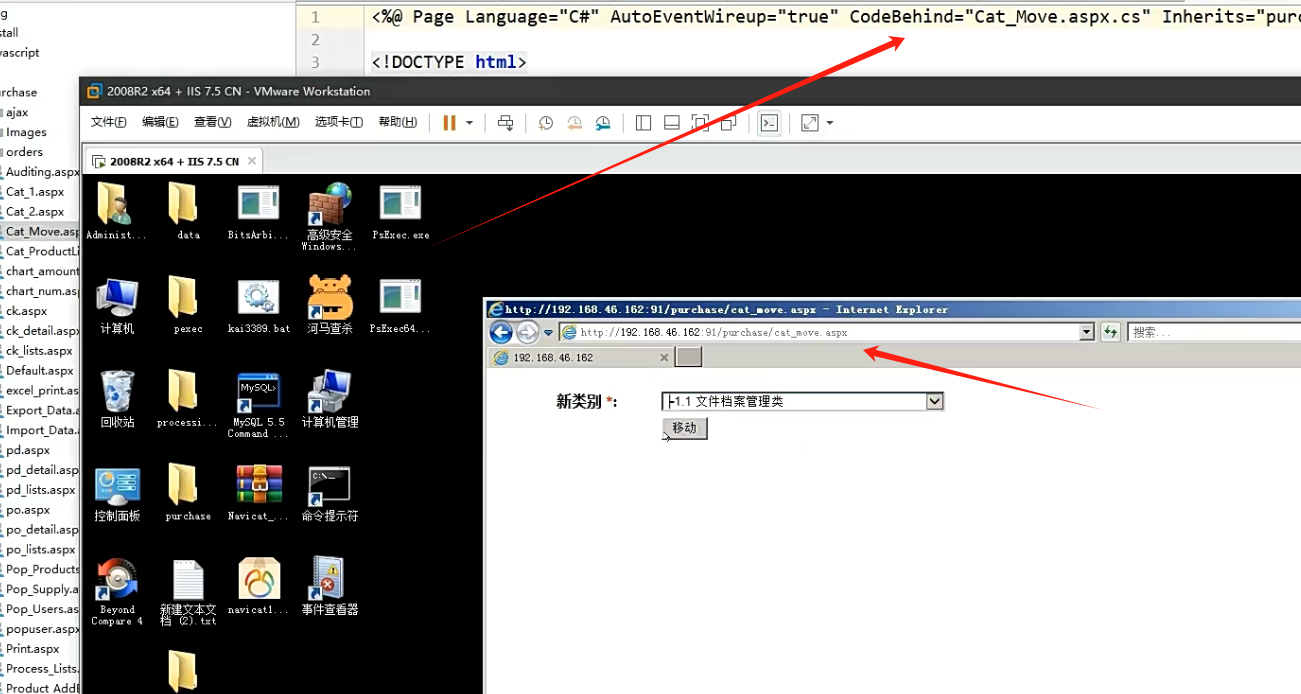 g
stall
vascript
1 <%@ Page Language="C#" AutoEventWireup="true" CodeBehind="Cat_Move.aspx.cs" Inherits="purc
2
3 <!DOCTYPE html>
2008R2 x64 + IIS 7.5 CN - VMware Workstation
文件(F) 编辑(E) 查看(V) 虚拟机(M) 选项卡(T) 帮助(H)
2008R2 x64 + IIS 7.5 CN
rchase
ajax
Images
orders
Auditing.aspx
Cat_1.aspx
Cat_2.aspx
Cat_Move.asp
Cat_ProductLi
chart_amount
chart_num.asp
ck.aspx
ck_detail.aspx
ck_lists.aspx
Default.aspx
excel_print.as
Export_Data.a
Import_Data.a
pd.aspx
pd_detail.asp
pd_lists.aspx
po.aspx
po_detail.asp
po_lists.aspx
Pop_Products
Pop_Supply.a
Pop_Users.as
popuser.aspx
Print.aspx
Process_Lists.
Product AddE
Administ...
data
BitsArbi...
高级安全
Windows...
PsExec.exe
计算机
pexec
kai3389.bat
河马查杀
PsExec64...
回收站
processi...
MySQL>
MySQL 5.5
Command ...
计算机管理
控制面板
purchase
Navicat_...
C:\_
命令提示符
Beyond
Compare 4
新建文本文
档 (2).txt
navicat1...
事件查看器
http://192.168.46.162:91/purchase/cat_move.aspx - Internet Explorer
http://192.168.46.162:91/purchase/cat_move.aspx
搜索...
192.168.46.162
新类别 *: ├1.1 文件档案管理类
移动